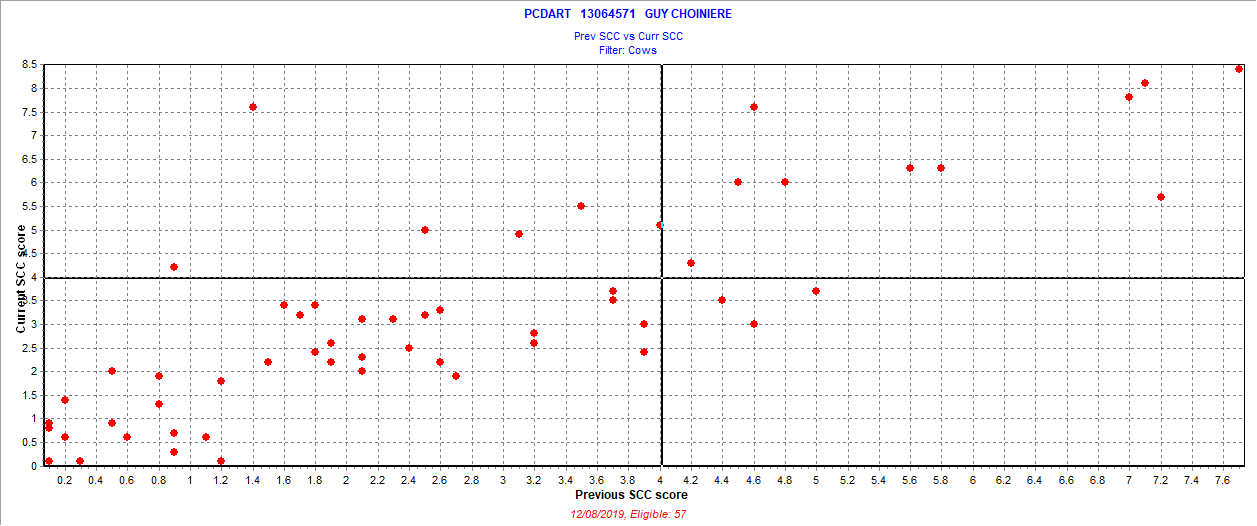 PCDART 13064571 GUY CHOINIERE
Prev SCC vs Curr SCC
Filter: Cows
8.5
8
7.5
7
6.5
6
5.5
5
4.5
4
3.5
3
2.5
2
1.5
1
0.5
0
Current SCC score
0.2 0.4 0.6 0.8 1 1.2 1.4 1.6 1.8 2 2.2 2.4 2.6 2.8 3 3.2 3.4 3.6 3.8 4 4.2 4.4 4.6 4.8 5 5.2 5.4 5.6 5.8 6 6.2 6.4 6.6 6.8 7 7.2 7.4 7.6
Previous SCC score
12/08/2019, Eligible: 57